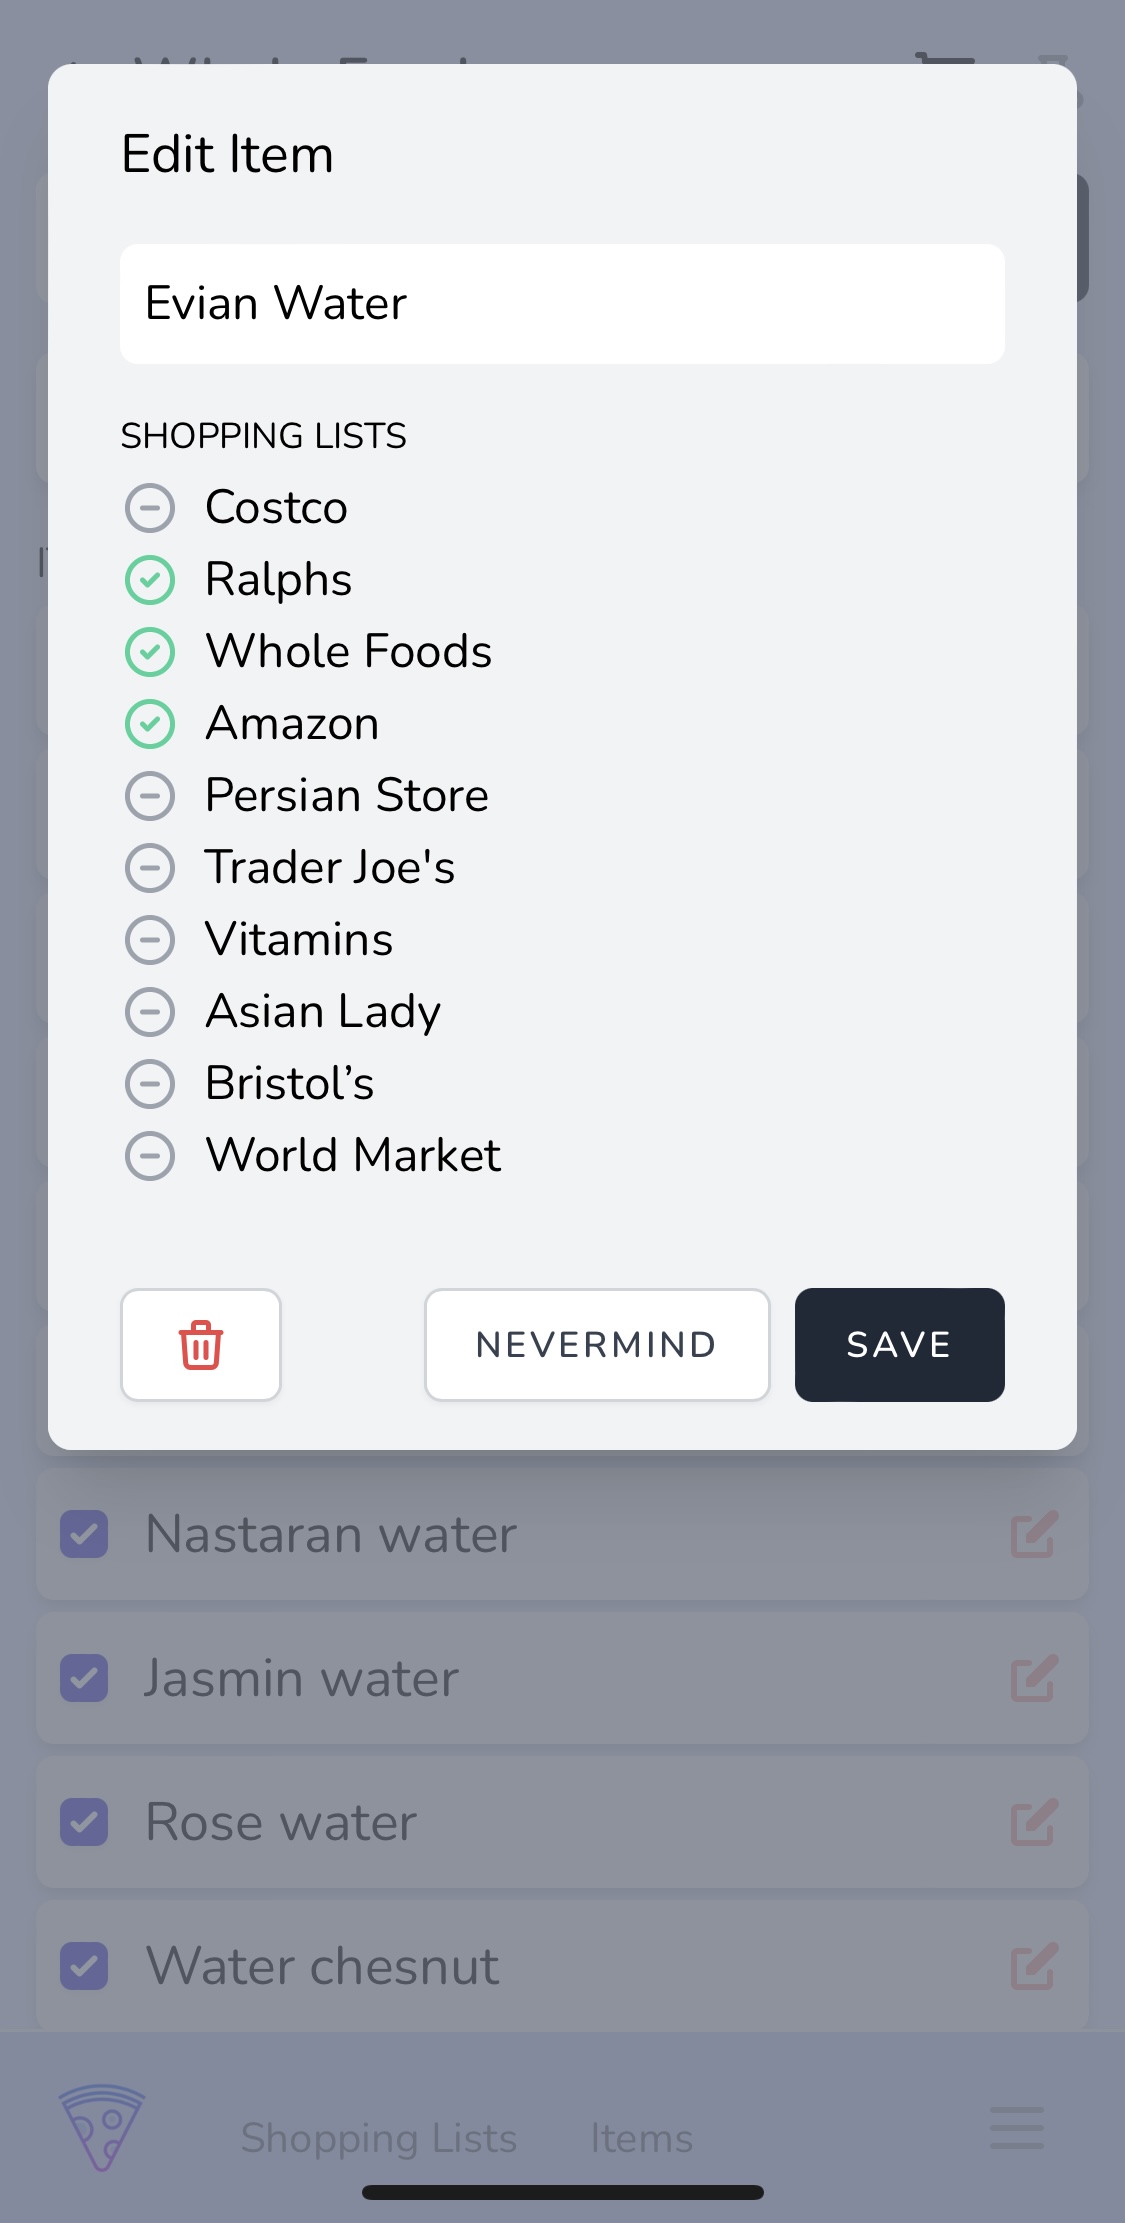 Edit Item
Evian Water
SHOPPING LISTS
Costco
Ralphs
Whole Foods
Amazon
Persian Store
Trader Joe's
Vitamins
Asian Lady
Bristol’s
World Market
NEVERMIND
SAVE
Nastaran water
Jasmin water
Rose water
Water chesnut
Shopping Lists
Items